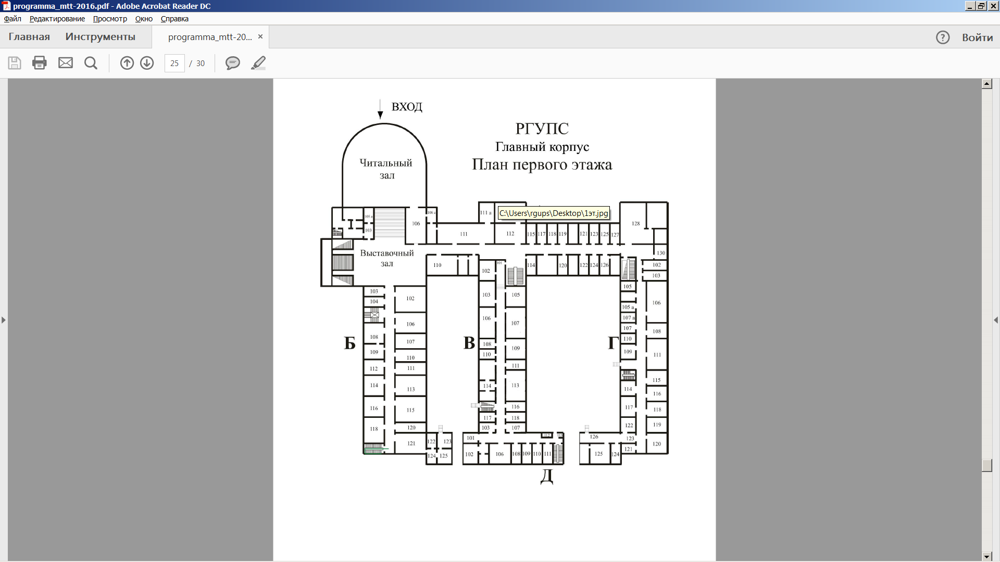 programma_mtt-2016.pdf - Adobe Acrobat Reader DC
Файл Редактирование Просмотр Окно Справка
Главная Инструменты programma_mtt-20... × ? Войти
25 / 30
ВХОД
РГУПС
Главный корпус
План первого этажа
Читальный
зал
C:\Users\rgups\Desktop\1эт.jpg
105 а 106 106 а 111 а 128
103 111 112 115 117 118 119 121 123 125 127
Выставочный
зал
130
110 102 101 114 120 122 124 126 102
103
103 102 103 105 105
104 106
105 а
106 106 107 107 а
107
108 107 108 109 110 108
Б В Г
109 110 110 109 111
112 111 111
114 113 114 113 114 115
116
116 115 116 117 118
117 118
118 120 103 107 122 119
121 122 123 101 112 113 126 123 120
124 125 102 106 108 109 110 111 125 124 121
Д